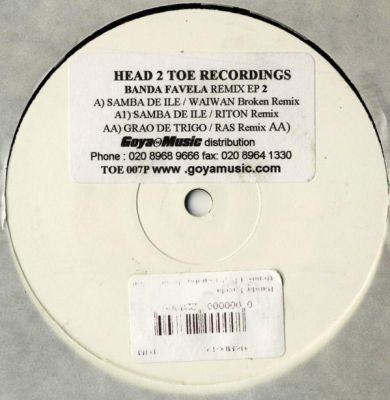 HEAD 2 TOE RECORDINGS
BANDA FAVELA REMIX EP 2
A) SAMBA DE ILE / WAIWAN Broken Remix
A1) SAMBA DE ILE / RITON Remix
AA) GRAO DE TRIGO / RAS Remix AA)
Goya Music distribution
Phone : 020 8968 9666 fax: 020 8964 1330
TOE 007P www .goyamusic.com